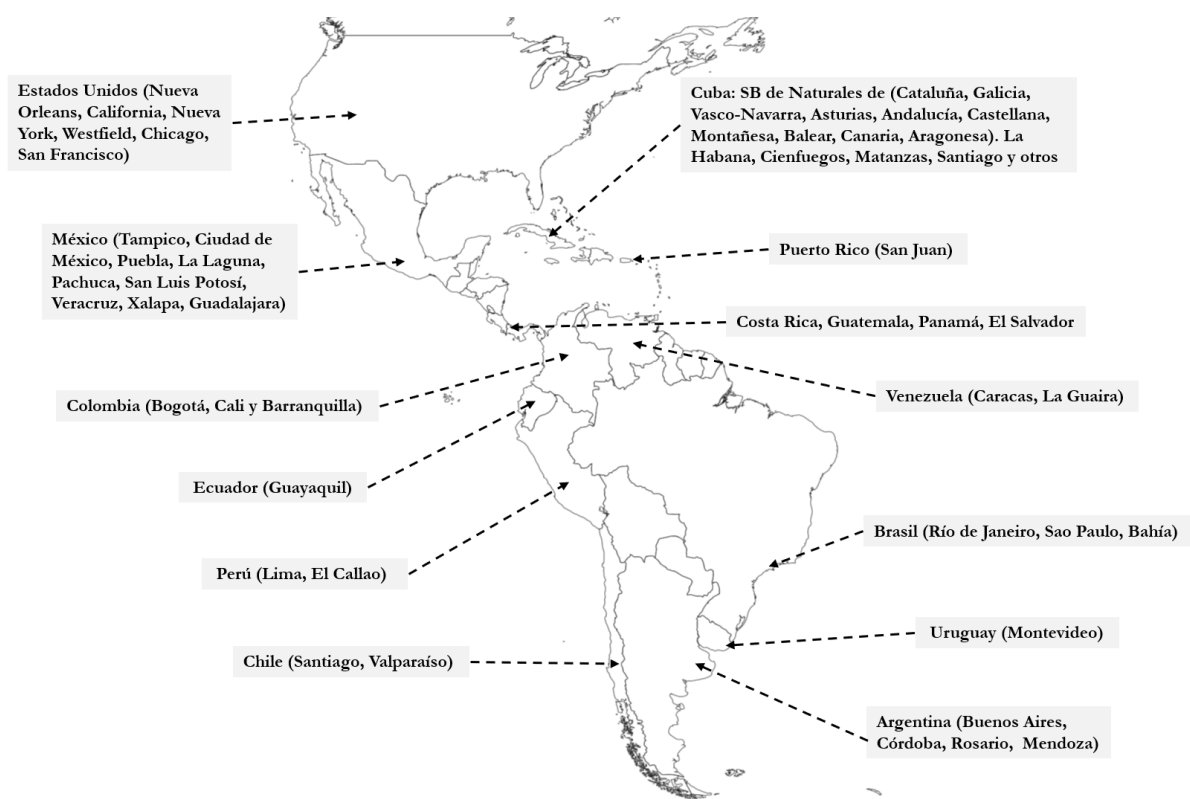 Estados Unidos (Nueva
Orleans, California, Nueva
York, Westfield, Chicago,
San Francisco)
Cuba: SB de Naturales de (Cataluña, Galicia,
Vasco-Navarra, Asturias, Andalucía, Castellana,
Montañesa, Balear, Canaria, Aragonesa). La
Habana, Cienfuegos, Matanzas, Santiago y otros
México (Tampico, Ciudad de
México, Puebla, La Laguna,
Pachuca, San Luis Potosí,
Veracruz, Xalapa, Guadalajara)
Puerto Rico (San Juan)
Costa Rica, Guatemala, Panamá, El Salvador
Colombia (Bogotá, Cali y Barranquilla)
Venezuela (Caracas, La Guaira)
Ecuador (Guayaquil)
Brasil (Río de Janeiro, Sao Paulo, Bahía)
Perú (Lima, El Callao)
Uruguay (Montevideo)
Chile (Santiago, Valparaíso)
Argentina (Buenos Aires,
Córdoba, Rosario, Mendoza)